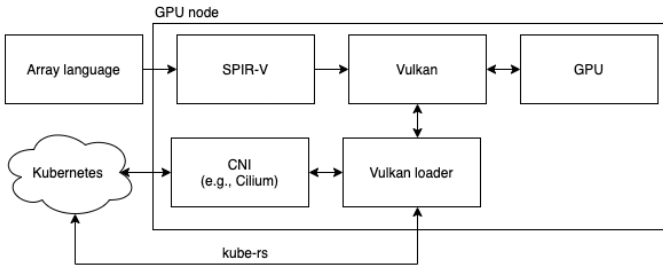 GPU node
Array language
SPIR-V
Vulkan
GPU
Kubernetes
CNI
(e.g., Cilium)
Vulkan loader
kube-rs